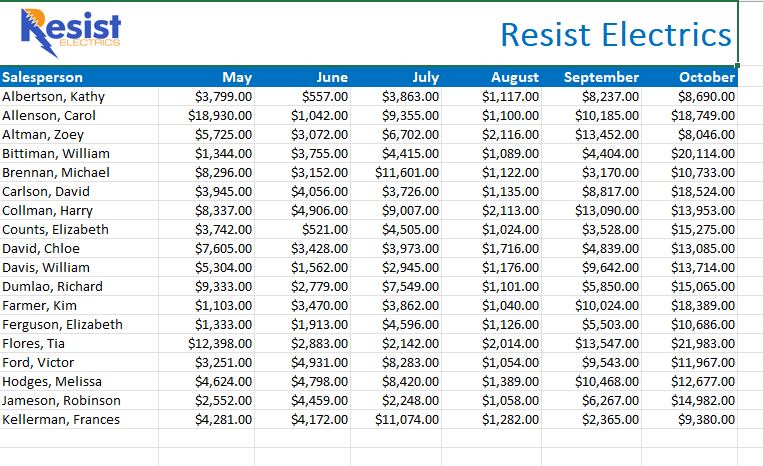 Resist
ELECTRICS
Resist Electrics
Salesperson May June July August September October
Albertson, Kathy $3,799.00 $557.00 $3,863.00 $1,117.00 $8,237.00 $8,690.00
Allenson, Carol $18,930.00 $1,042.00 $9,355.00 $1,100.00 $10,185.00 $18,749.00
Altman, Zoey $5,725.00 $3,072.00 $6,702.00 $2,116.00 $13,452.00 $8,046.00
Bittiman, William $1,344.00 $3,755.00 $4,415.00 $1,089.00 $4,404.00 $20,114.00
Brennan, Michael $8,296.00 $3,152.00 $11,601.00 $1,122.00 $3,170.00 $10,733.00
Carlson, David $3,945.00 $4,056.00 $3,726.00 $1,135.00 $8,817.00 $18,524.00
Collman, Harry $8,337.00 $4,906.00 $9,007.00 $2,113.00 $13,090.00 $13,953.00
Counts, Elizabeth $3,742.00 $521.00 $4,505.00 $1,024.00 $3,528.00 $15,275.00
David, Chloe $7,605.00 $3,428.00 $3,973.00 $1,716.00 $4,839.00 $13,085.00
Davis, William $5,304.00 $1,562.00 $2,945.00 $1,176.00 $9,642.00 $13,714.00
Dumlao, Richard $9,333.00 $2,779.00 $7,549.00 $1,101.00 $5,850.00 $15,065.00
Farmer, Kim $1,103.00 $3,470.00 $3,862.00 $1,040.00 $10,024.00 $18,389.00
Ferguson, Elizabeth $1,333.00 $1,913.00 $4,596.00 $1,126.00 $5,503.00 $10,686.00
Flores, Tia $12,398.00 $2,883.00 $2,142.00 $2,014.00 $13,547.00 $21,983.00
Ford, Victor $3,251.00 $4,931.00 $8,283.00 $1,054.00 $9,543.00 $11,967.00
Hodges, Melissa $4,624.00 $4,798.00 $8,420.00 $1,389.00 $10,468.00 $12,677.00
Jameson, Robinson $2,552.00 $4,459.00 $2,248.00 $1,058.00 $6,267.00 $14,982.00
Kellerman, Frances $4,281.00 $4,172.00 $11,074.00 $1,282.00 $2,365.00 $9,380.00